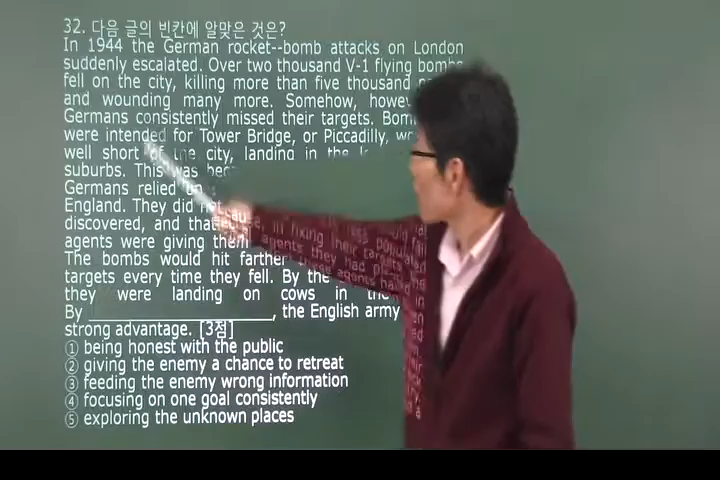 32. 다음 글의 빈칸에 알맞은 것은?
In 1944 the German rocket--bomb attacks on London
suddenly escalated. Over two thousand V-1 flying bombs
fell on the city, killing more than five thousand
and wounding many more. Somehow,
Germans consistently missed their targets.
were intended for Tower Bridge, or Piccadilly,
well short of the city, landing in the
suburbs. This was
Germans relied on
England. They did
discovered, and that
agents were giving them
The bombs would hit farther
targets every time they fell. By the
they were landing on cows in
By ____________________, the English army
strong advantage. [3점]
① being honest with the public
② giving the enemy a chance to retreat
③ feeding the enemy wrong information
④ focusing on one goal consistently
⑤ exploring the unknown places